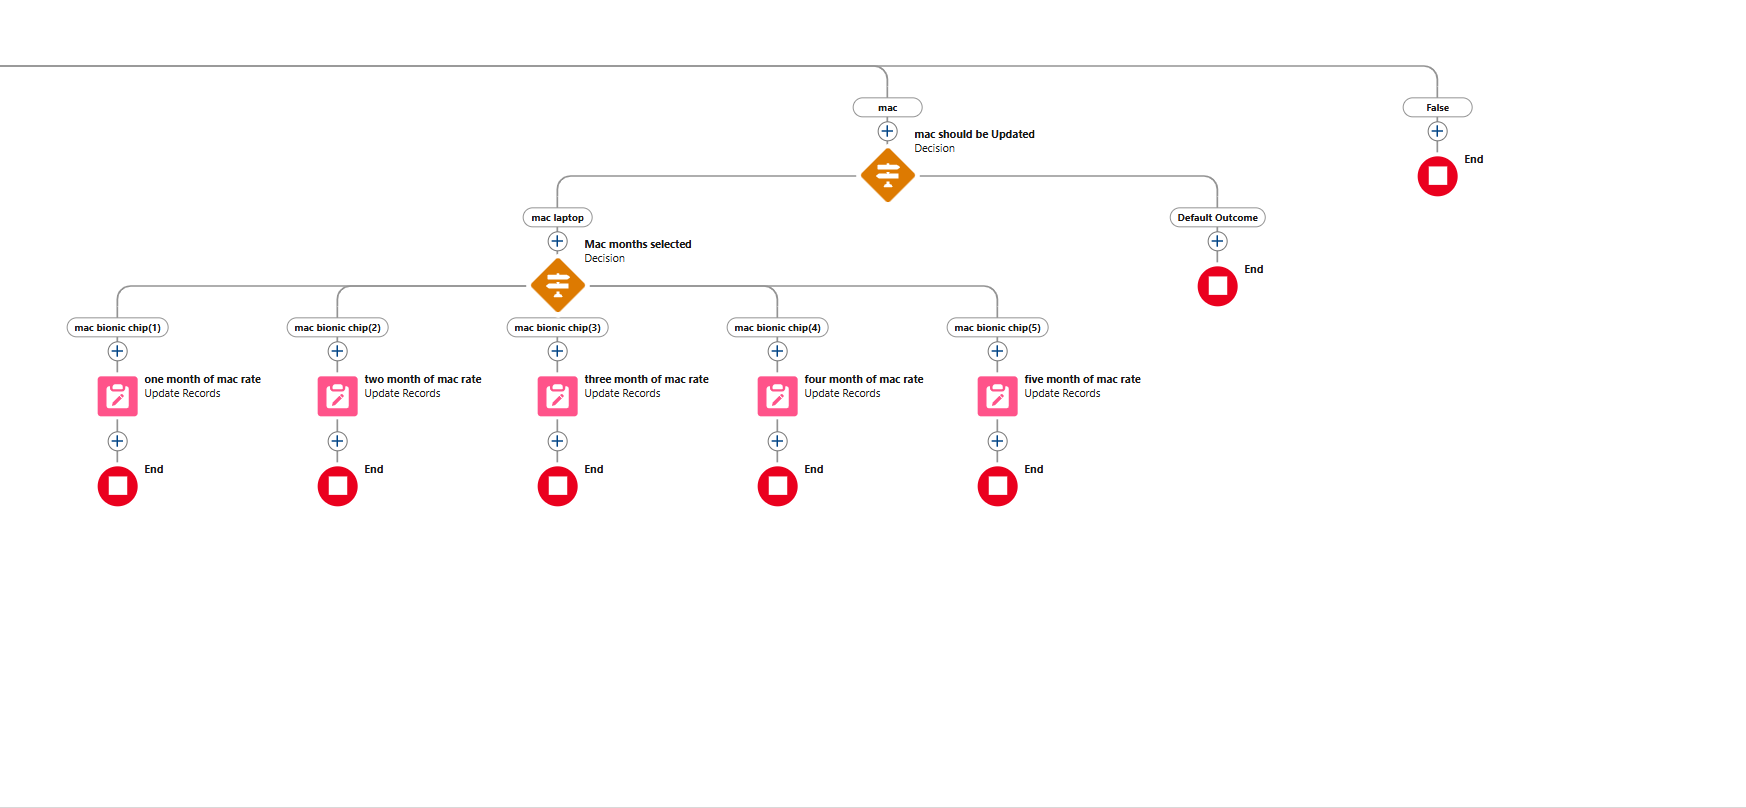 mac
False
mac should be Updated
Decision
End
mac laptop
Default Outcome
Mac months selected
Decision
End
mac bionic chip(1)
mac bionic chip(2)
mac bionic chip(3)
mac bionic chip(4)
mac bionic chip(5)
one month of mac rate
Update Records
two month of mac rate
Update Records
three month of mac rate
Update Records
four month of mac rate
Update Records
five month of mac rate
Update Records
End
End
End
End
End